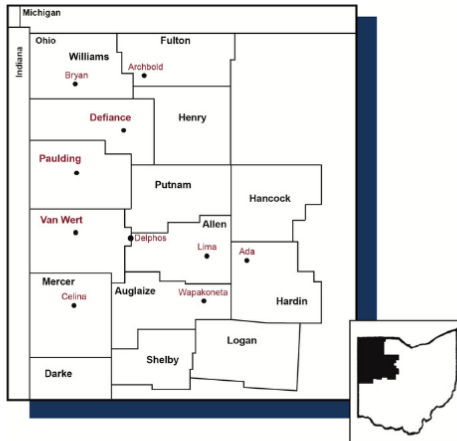 Michigan
Indiana
Ohio
Williams
Bryan
Fulton
Archbold
Defiance
Henry
Paulding
Putnam
Hancock
Van Wert
Delphos
Allen
Lima
Ada
Mercer
Celina
Auglaize
Wapakoneta
Hardin
Logan
Shelby
Darke